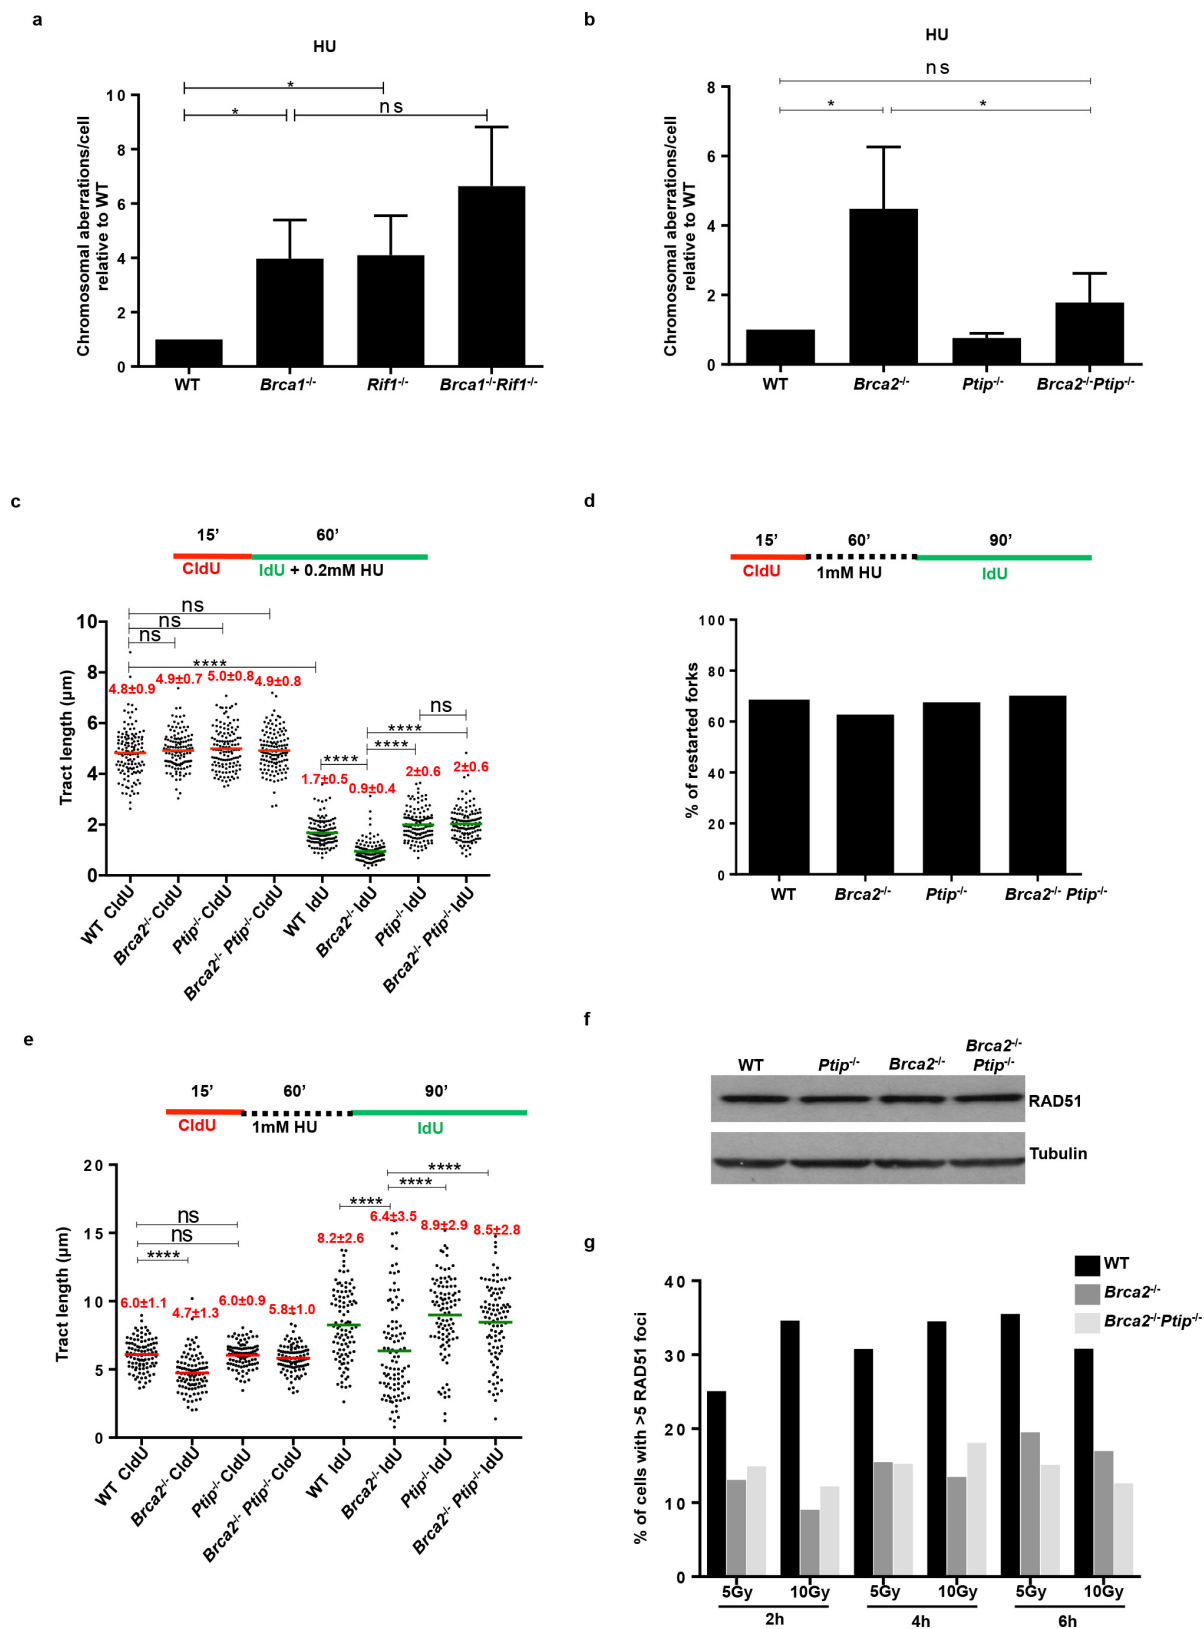 a
HU
*
*
ns
10
8
6
4
2
0
Chromosomal aberrations/cell
relative to WT
WT
Brca1-/-
Rif1-/-
Brca1-/-Rif1-/-
b
HU
ns
*
*
8
6
4
2
0
Chromosomal aberrations/cell
relative to WT
WT
Brca2-/-
Ptip-/-
Brca2-/-Ptip-/-
c
15’
60’
CldU
IdU + 0.2mM HU
ns
ns
ns
****
ns
****
****
****
4.8±0.9
4.9±0.7
5.0±0.8
4.9±0.8
1.7±0.5
0.9±0.4
2±0.6
2±0.6
10
8
6
4
2
0
Tract length (µm)
WT CldU
Brca2-/- CldU
Ptip-/- CldU
Brca2-/- Ptip-/- CldU
WT IdU
Brca2-/- IdU
Ptip-/- IdU
Brca2-/- Ptip-/- IdU
d
15’
60’
90’
CldU
1mM HU
IdU
100
80
60
40
20
0
% of restarted forks
WT
Brca2-/-
Ptip-/-
Brca2-/- Ptip-/-
e
15’
60’
90’
CldU
1mM HU
IdU
ns
ns
****
****
****
****
6.0±1.1
4.7±1.3
6.0±0.9
5.8±1.0
8.2±2.6
6.4±3.5
8.9±2.9
8.5±2.8
20
15
10
5
0
Tract length (µm)
WT CldU
Brca2-/- CldU
Ptip-/- CldU
Brca2-/- Ptip-/- CldU
WT IdU
Brca2-/- IdU
Ptip-/- IdU
Brca2-/- Ptip-/- IdU
f
WT
Ptip-/-
Brca2-/-
Brca2-/-
Ptip-/-
RAD51
Tubulin
g
WT
Brca2-/-
Brca2-/-Ptip-/-
40
30
20
10
0
% of cells with >5 RAD51 foci
5Gy
10Gy
5Gy
10Gy
5Gy
10Gy
2h
4h
6h